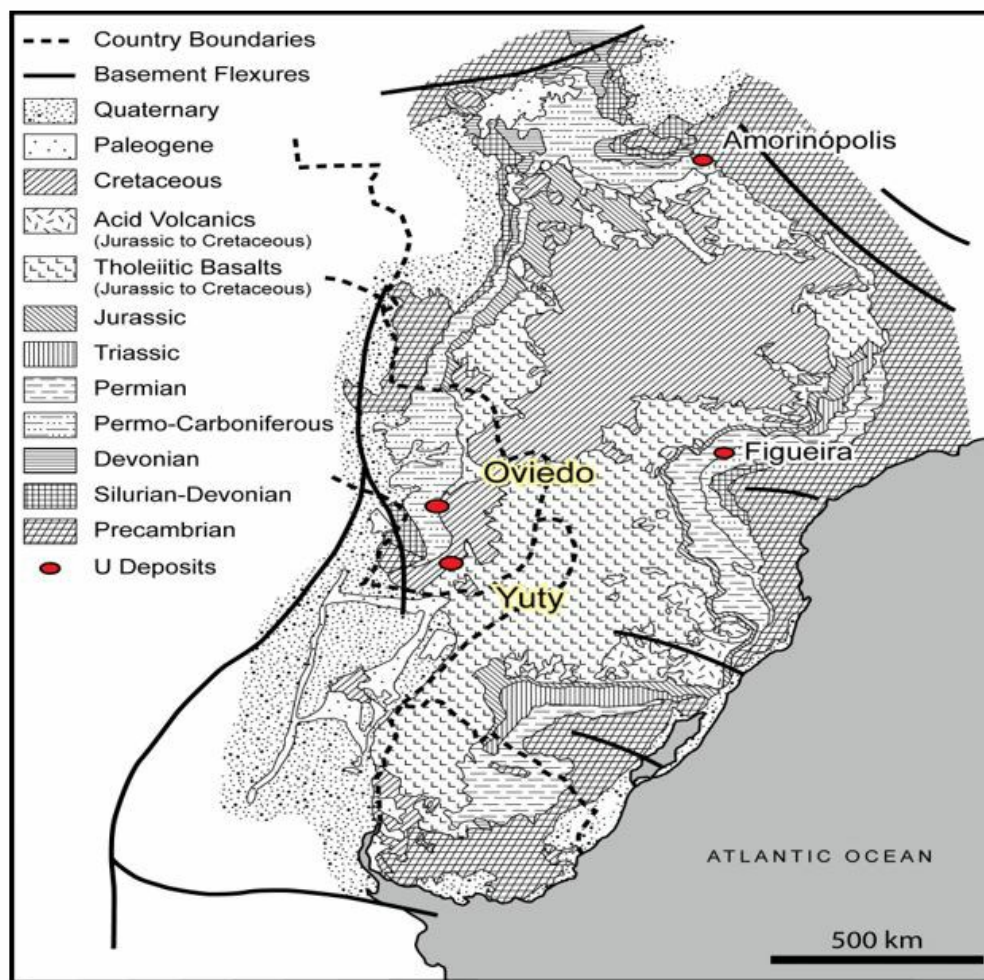 Country Boundaries
Basement Flexures
Quaternary
Paleogene
Cretaceous
Acid Volcanics
(Jurassic to Cretaceous)
Tholeiitic Basalts
(Jurassic to Cretaceous)
Jurassic
Triassic
Permian
Permo-Carboniferous
Devonian
Silurian-Devonian
Precambrian
U Deposits
Amorinópolis
Figueira
Oviedo
Yuty
ATLANTIC OCEAN
500 km